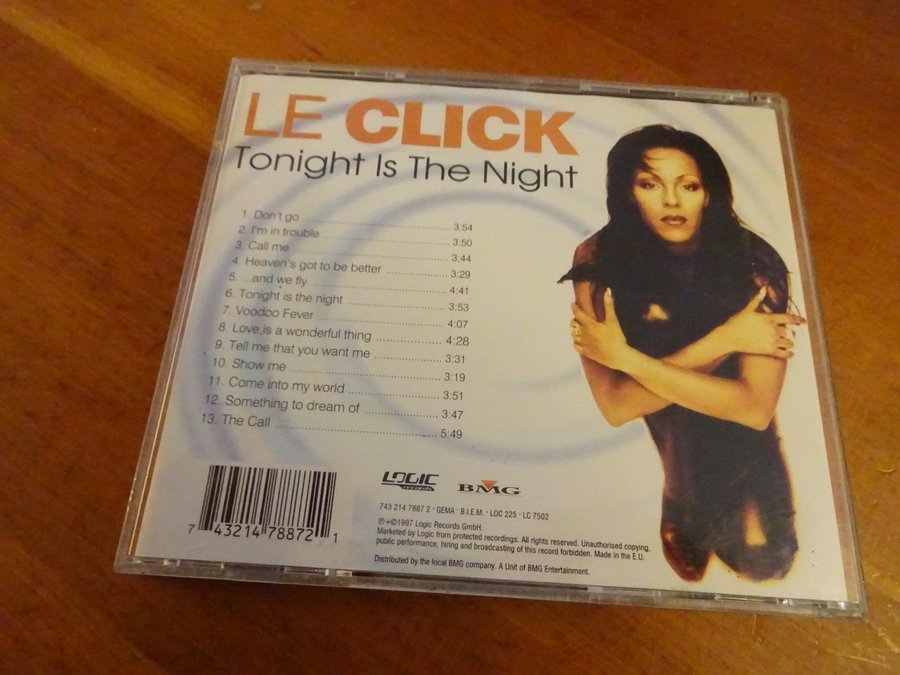 LE CLICK
Tonight Is The Night
1. Don't go 3:54
2. I'm in trouble 3:50
3. Call me 3:44
4. Heaven's got to be better 3:29
5. ...and we fly 4:41
6. Tonight is the night 3:53
7. Voodoo Fever 4:07
8. Love is a wonderful thing 4:28
9. Tell me that you want me 3:31
10. Show me 3:19
11. Come into my world 3:51
12. Something to dream of 3:47
13. The Call 5:49
LOGIC records BMG
7 43214 78872 1
743 214 7887 2 · GEMA · B.I.E.M. · LOC 225 · LC 7502
℗+©1997 Logic Records GmbH.
Marketed by Logic from protected recordings. All rights reserved. Unauthorised copying,
public performance, hiring and broadcasting of this record forbidden. Made in the E.U.
Distributed by the local BMG company. A Unit of BMG Entertainment.